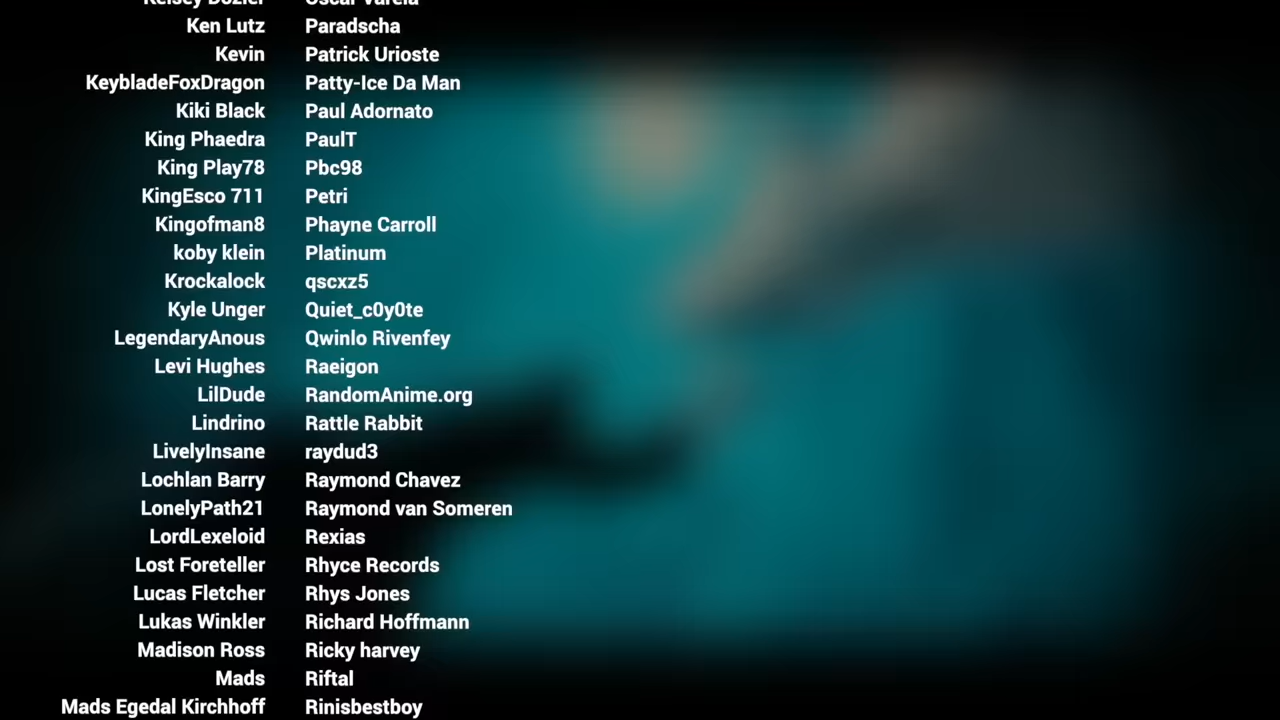 Kelsey Dozier Oscar Varela
Ken Lutz Paradscha
Kevin Patrick Urioste
KeybladeFoxDragon Patty-Ice Da Man
Kiki Black Paul Adornato
King Phaedra PaulT
King Play78 Pbc98
KingEsco 711 Petri
Kingofman8 Phayne Carroll
koby klein Platinum
Krockalock qscxz5
Kyle Unger Quiet_c0y0te
LegendaryAnous Qwinlo Rivenfey
Levi Hughes Raeigon
LilDude RandomAnime.org
Lindrino Rattle Rabbit
LivelyInsane raydud3
Lochlan Barry Raymond Chavez
LonelyPath21 Raymond van Someren
LordLexeloid Rexias
Lost Foreteller Rhyce Records
Lucas Fletcher Rhys Jones
Lukas Winkler Richard Hoffmann
Madison Ross Ricky harvey
Mads Riftal
Mads Egedal Kirchhoff Rinisbestboy